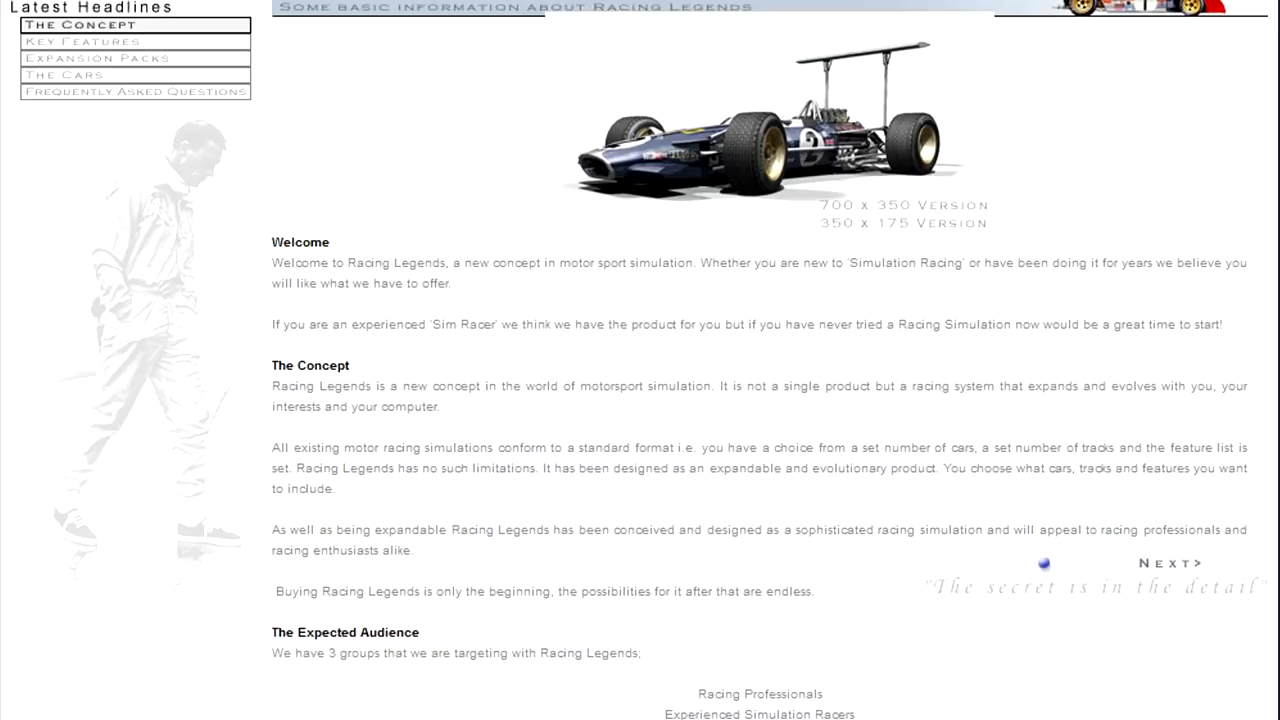 Latest Headlines
Some basic information about Racing Legends
The Concept
Key Features
Expansion Packs
The Cars
Frequently Asked Questions
2
700 x 350 Version
350 x 175 Version
Welcome
Welcome to Racing Legends, a new concept in motor sport simulation. Whether you are new to 'Simulation Racing' or have been doing it for years we believe you
will like what we have to offer.
If you are an experienced 'Sim Racer' we think we have the product for you but if you have never tried a Racing Simulation now would be a great time to start!
The Concept
Racing Legends is a new concept in the world of motorsport simulation. It is not a single product but a racing system that expands and evolves with you, your
interests and your computer.
All existing motor racing simulations conform to a standard format i.e. you have a choice from a set number of cars, a set number of tracks and the feature list is
set. Racing Legends has no such limitations. It has been designed as an expandable and evolutionary product. You choose what cars, tracks and features you want
to include.
As well as being expandable Racing Legends has been conceived and designed as a sophisticated racing simulation and will appeal to racing professionals and
racing enthusiasts alike.
Next>
"The secret is in the detail"
Buying Racing Legends is only the beginning, the possibilities for it after that are endless.
The Expected Audience
We have 3 groups that we are targeting with Racing Legends;
Racing Professionals
Experienced Simulation Racers